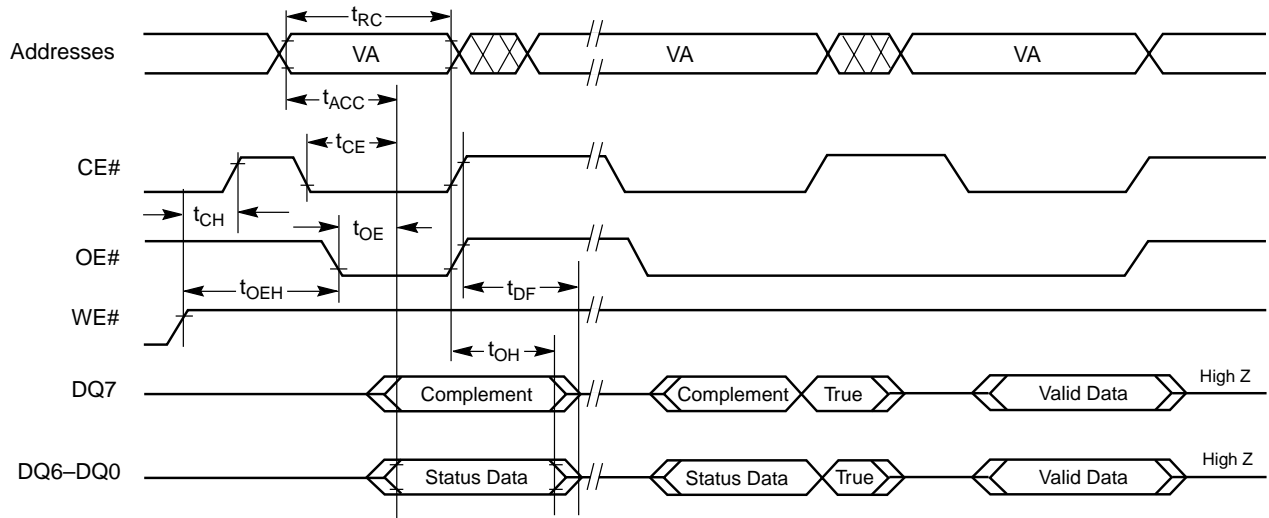 tRC
Addresses VA VA VA
tACC
tCE
CE#
tCH tOE
OE#
tOEH tDF
WE#
tOH
DQ7 Complement Complement True Valid Data High Z
DQ6–DQ0 Status Data Status Data True Valid Data High Z